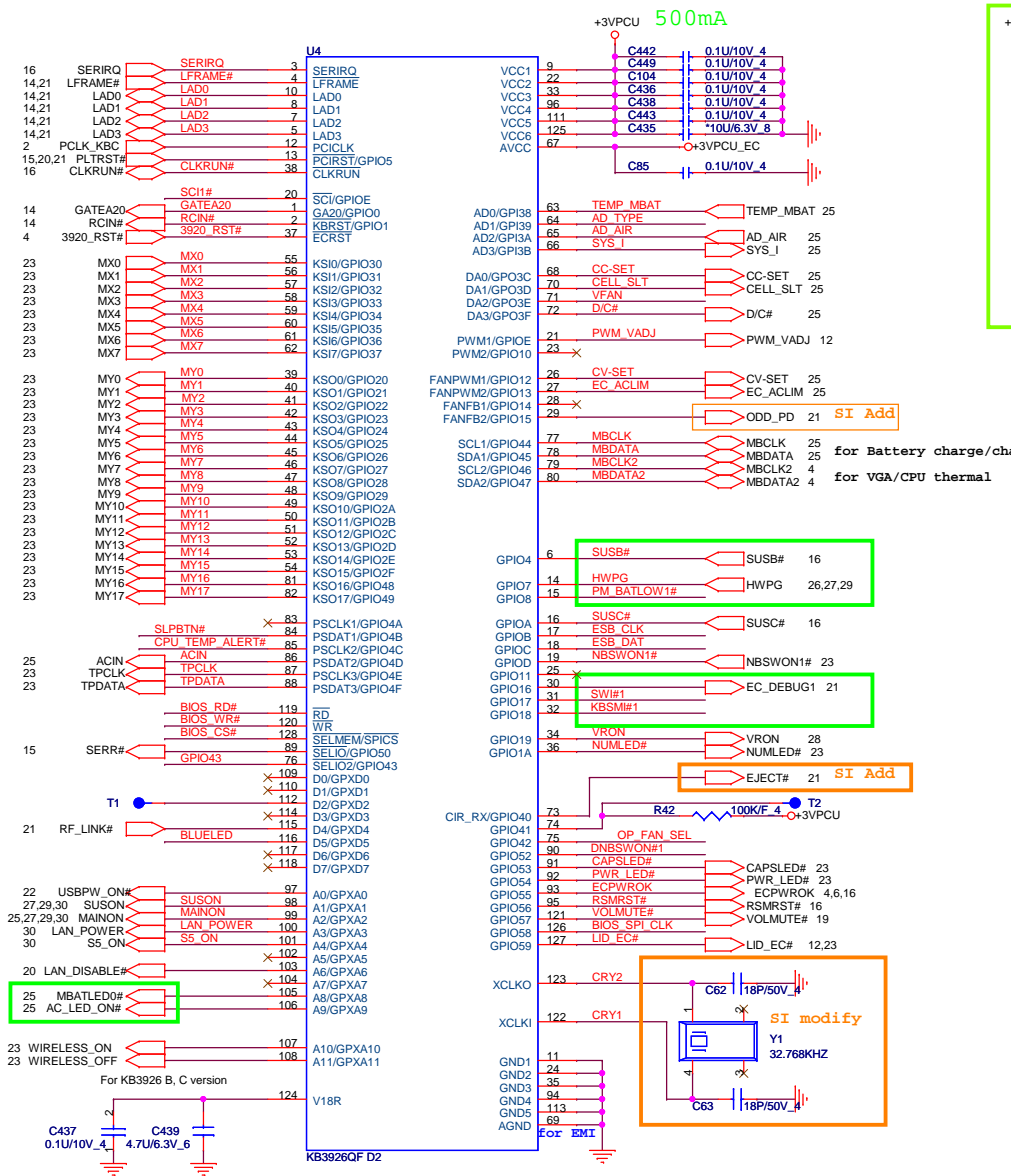 +3VPCU 500mA +
U4
C442 0.1U/10V_4
C449 0.1U/10V_4
C104 0.1U/10V_4
C436 0.1U/10V_4
C438 0.1U/10V_4
C443 0.1U/10V_4
C435 *10U/6.3V_8
+3VPCU_EC
C85 0.1U/10V_4
16 SERIRQ SERIRQ 3 SERIRQ
14,21 LFRAME# LFRAME# 4 LFRAME
14,21 LAD0 LAD0 10 LAD0
14,21 LAD1 LAD1 8 LAD1
14,21 LAD2 LAD2 7 LAD2
14,21 LAD3 LAD3 5 LAD3
2 PCLK_KBC 12 PCICLK
15,20,21 PLTRST# 13 PCIRST/GPIO5
16 CLKRUN# CLKRUN# 38 CLKRUN
SCI1# 20 SCI/GPIOE
14 GATEA20 GATEA20 1 GA20/GPIO0
14 RCIN# RCIN# 2 KBRST/GPIO1
4 3920_RST# 3920_RST# 37 ECRST
23 MX0 MX0 55 KSI0/GPIO30
23 MX1 MX1 56 KSI1/GPIO31
23 MX2 MX2 57 KSI2/GPIO32
23 MX3 MX3 58 KSI3/GPIO33
23 MX4 MX4 59 KSI4/GPIO34
23 MX5 MX5 60 KSI5/GPIO35
23 MX6 MX6 61 KSI6/GPIO36
23 MX7 MX7 62 KSI7/GPIO37
23 MY0 MY0 39 KSO0/GPIO20
23 MY1 MY1 40 KSO1/GPIO21
23 MY2 MY2 41 KSO2/GPIO22
23 MY3 MY3 42 KSO3/GPIO23
23 MY4 MY4 43 KSO4/GPIO24
23 MY5 MY5 44 KSO5/GPIO25
23 MY6 MY6 45 KSO6/GPIO26
23 MY7 MY7 46 KSO7/GPIO27
23 MY8 MY8 47 KSO8/GPIO28
23 MY9 MY9 48 KSO9/GPIO29
23 MY10 MY10 49 KSO10/GPIO2A
23 MY11 MY11 50 KSO11/GPIO2B
23 MY12 MY12 51 KSO12/GPIO2C
23 MY13 MY13 52 KSO13/GPIO2D
23 MY14 MY14 53 KSO14/GPIO2E
23 MY15 MY15 54 KSO15/GPIO2F
23 MY16 MY16 81 KSO16/GPIO48
23 MY17 MY17 82 KSO17/GPIO49
83 PSCLK1/GPIO4A
SLPBTN# 84 PSDAT1/GPIO4B
CPU_TEMP_ALERT# 85 PSCLK2/GPIO4C
25 ACIN ACIN 86 PSDAT2/GPIO4D
23 TPCLK TPCLK 87 PSCLK3/GPIO4E
23 TPDATA TPDATA 88 PSDAT3/GPIO4F
BIOS_RD# 119 RD
BIOS_WR# 120 WR
BIOS_CS# 128 SELMEM/SPICS
15 SERR# 89 SELIO/GPIO50
GPIO43 76 SELIO2/GPIO43
109 D0/GPXD0
110 D1/GPXD1
T1 112 D2/GPXD2
114 D3/GPXD3
21 RF_LINK# 115 D4/GPXD4
BLUELED 116 D5/GPXD5
117 D6/GPXD6
118 D7/GPXD7
22 USBPW_ON# 97 A0/GPXA0
27,29,30 SUSON SUSON 98 A1/GPXA1
25,27,29,30 MAINON MAINON 99 A2/GPXA2
30 LAN_POWER LAN_POWER 100 A3/GPXA3
30 S5_ON S5_ON 101 A4/GPXA4
102 A5/GPXA5
20 LAN_DISABLE# 103 A6/GPXA6
104 A7/GPXA7
25 MBATLED0# 105 A8/GPXA8
25 AC_LED_ON# 106 A9/GPXA9
23 WIRELESS_ON 107 A10/GPXA10
23 WIRELESS_OFF 108 A11/GPXA11
For KB3926 B, C version
124 V18R
2 1
C437 0.1U/10V_4
C439 4.7U/6.3V_6
KB3926QF D2
VCC1 9
VCC2 22
VCC3 33
VCC4 96
VCC5 111
VCC6 125
AVCC 67
AD0/GPI38 63 TEMP_MBAT TEMP_MBAT 25
AD1/GPI39 64 AD_TYPE
AD2/GPI3A 65 AD_AIR AD_AIR 25
AD3/GPI3B 66 SYS_I SYS_I 25
DA0/GPO3C 68 CC-SET CC-SET 25
DA1/GPO3D 70 CELL_SLT CELL_SLT 25
DA2/GPO3E 71 VFAN
DA3/GPO3F 72 D/C# D/C# 25
PWM1/GPIOE 21 PWM_VADJ PWM_VADJ 12
PWM2/GPIO10 23
FANPWM1/GPIO12 26 CV-SET CV-SET 25
FANPWM2/GPIO13 27 EC_ACLIM EC_ACLIM 25
FANFB1/GPIO14 28
FANFB2/GPIO15 29 ODD_PD 21 SI Add
SCL1/GPIO44 77 MBCLK MBCLK 25
SDA1/GPIO45 78 MBDATA MBDATA 25 for Battery charge/cha
SCL2/GPIO46 79 MBCLK2 MBCLK2 4
SDA2/GPIO47 80 MBDATA2 MBDATA2 4 for VGA/CPU thermal
GPIO4 6 SUSB# SUSB# 16
GPIO7 14 HWPG HWPG 26,27,29
GPIO8 15 PM_BATLOW1#
GPIOA 16 SUSC# SUSC# 16
GPIOB 17 ESB_CLK
GPIOC 18 ESB_DAT
GPIOD 19 NBSWON1# NBSWON1# 23
GPIO11 25
GPIO16 30 EC_DEBUG1 21
GPIO17 31 SWI#1
GPIO18 32 KBSMI#1
GPIO19 34 VRON VRON 28
GPIO1A 36 NUMLED# NUMLED# 23
EJECT# 21 SI Add
R42 100K/F_4 T2
+3VPCU
CIR_RX/GPIO40 73
GPIO41 74
GPIO42 75 OP_FAN_SEL
GPIO52 90 DNBSWON#1
GPIO53 91 CAPSLED# CAPSLED# 23
GPIO54 92 PWR_LED# PWR_LED# 23
GPIO55 93 ECPWROK ECPWROK 4,6,16
GPIO56 95 RSMRST# RSMRST# 16
GPIO57 121 VOLMUTE# VOLMUTE# 19
GPIO58 126 BIOS_SPI_CLK
GPIO59 127 LID_EC# LID_EC# 12,23
XCLKO 123 CRY2
C62 18P/50V_4
1 2
SI modify
XCLKI 122 CRY1
Y1
32.768KHZ
4 3
C63 18P/50V_4
GND1 11
GND2 24
GND3 35
GND4 94
GND5 113
AGND 69
for EMI